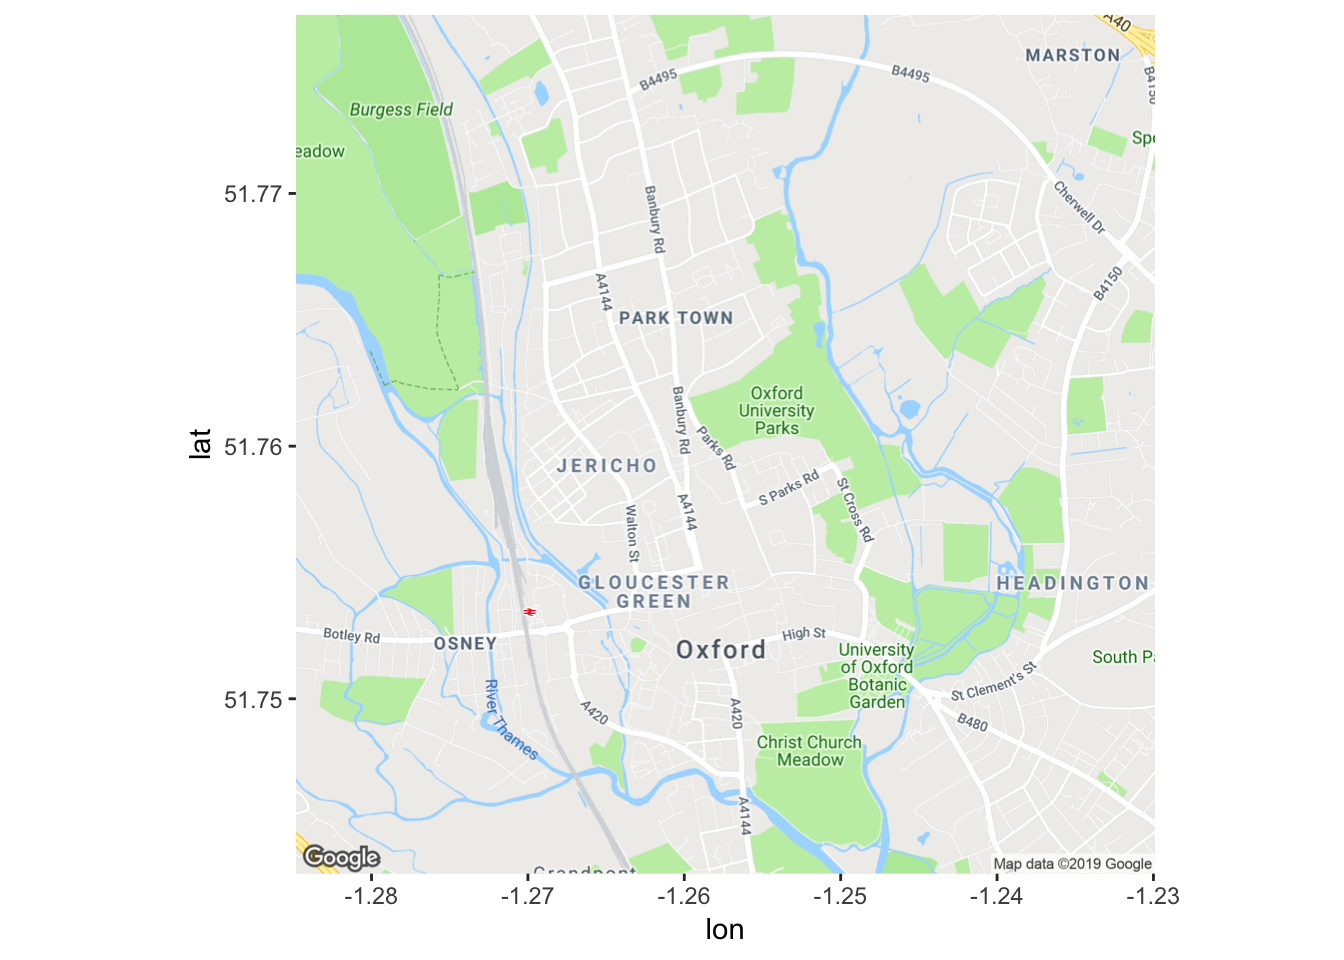 A40
MARSTON
B4495
B4495
B4150
Burgess Field
eadow
Spe
51.77
Banbury Rd
Cherwell Dr
A4144
B4150
PARK TOWN
Oxford
University
Parks
Banbury Rd
Parks Rd
lat
51.76
JERICHO
S Parks Rd
St Cross Rd
A4144
Walton St
GLOUCESTER
GREEN
HEADINGTON
Botley Rd
OSNEY
Oxford
High St
University
of Oxford
Botanic
Garden
South Pa
St Clement's St
51.75
River Thames
A420
A420
B480
Christ Church
Meadow
A4144
Google
Grandpont
Map data ©2019 Google
-1.28
-1.27
-1.26
-1.25
-1.24
-1.23
lon